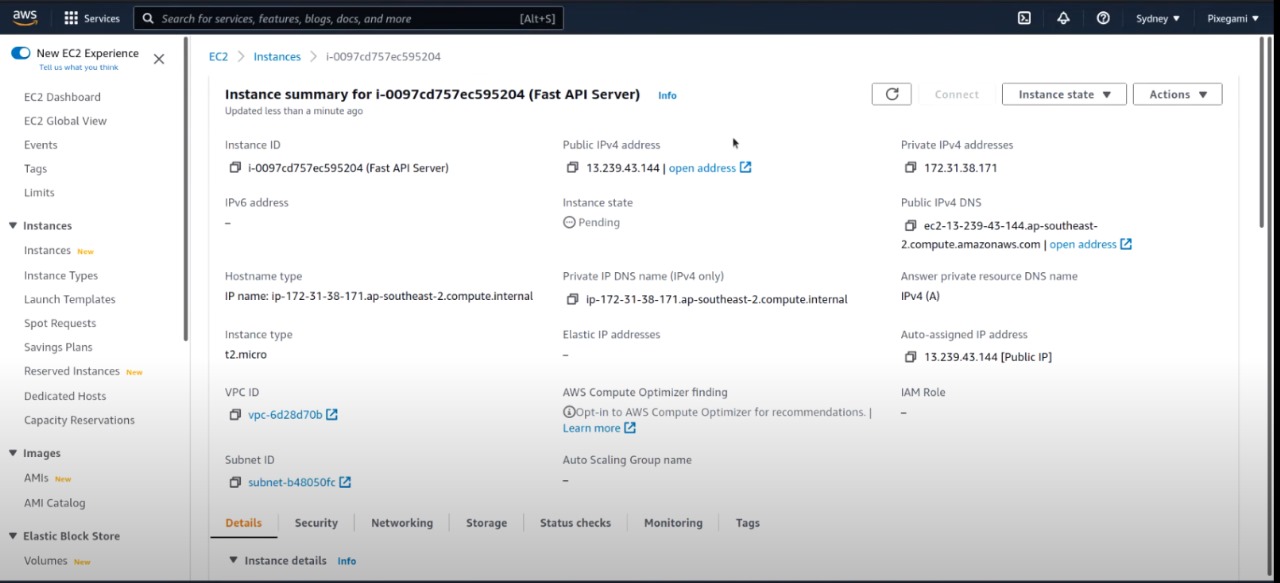 aws
Services
Search for services, features, blogs, docs, and more
[Alt+S]
Sydney
Pixegami
New EC2 Experience
Tell us what you think
EC2 Dashboard
EC2 Global View
Events
Tags
Limits
Instances
Instances New
Instance Types
Launch Templates
Spot Requests
Savings Plans
Reserved Instances New
Dedicated Hosts
Capacity Reservations
Images
AMIs New
AMI Catalog
Elastic Block Store
Volumes New
EC2 > Instances > i-0097cd757ec595204
Instance summary for i-0097cd757ec595204 (Fast API Server) Info
Updated less than a minute ago
Connect
Instance state
Actions
Instance ID
i-0097cd757ec595204 (Fast API Server)
Public IPv4 address
13.239.43.144 | open address
Private IPv4 addresses
172.31.38.171
IPv6 address
–
Instance state
Pending
Public IPv4 DNS
ec2-13-239-43-144.ap-southeast-
2.compute.amazonaws.com | open address
Hostname type
IP name: ip-172-31-38-171.ap-southeast-2.compute.internal
Private IP DNS name (IPv4 only)
ip-172-31-38-171.ap-southeast-2.compute.internal
Answer private resource DNS name
IPv4 (A)
Instance type
t2.micro
Elastic IP addresses
–
Auto-assigned IP address
13.239.43.144 [Public IP]
VPC ID
vpc-6d28d70b
AWS Compute Optimizer finding
Opt-in to AWS Compute Optimizer for recommendations. |
Learn more
IAM Role
–
Subnet ID
subnet-b48050fc
Auto Scaling Group name
–
Details
Security
Networking
Storage
Status checks
Monitoring
Tags
Instance details Info